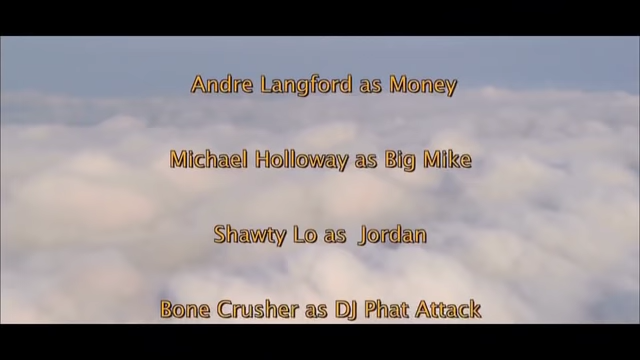 Andre Langford as Money
Michael Holloway as Big Mike
Shawty Lo as Jordan
Bone Crusher as DJ Phat Attack